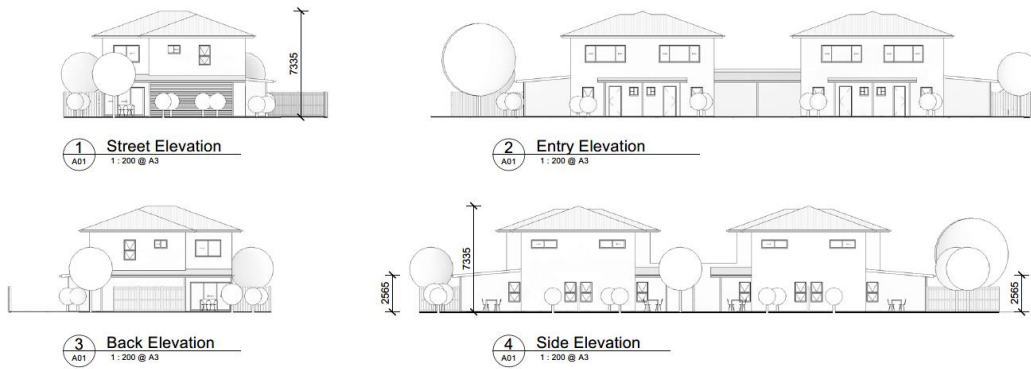 7335
1 Street Elevation
A01 1 : 200 @ A3
2 Entry Elevation
A01 1 : 200 @ A3
7335
2565
2565
3 Back Elevation
A01 1 : 200 @ A3
4 Side Elevation
A01 1 : 200 @ A3